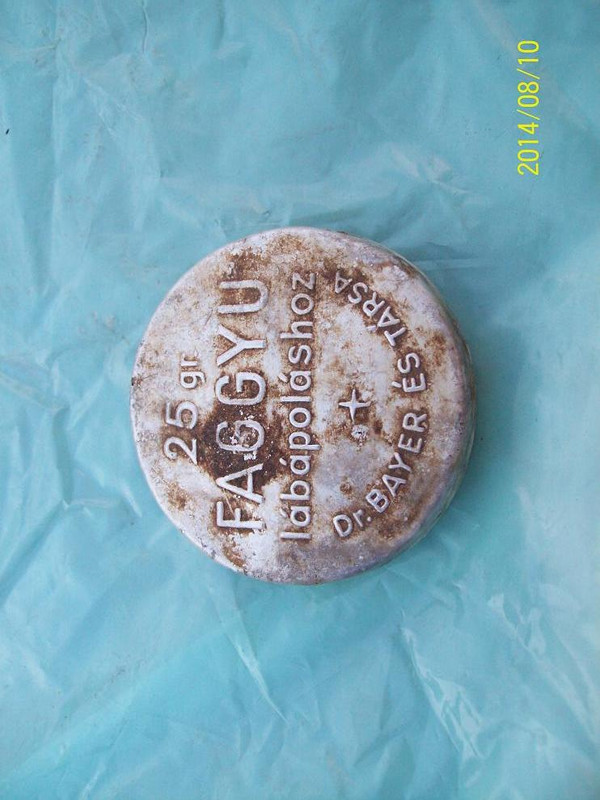 25 gr
FAGGYU
lábápoláshoz
Dr. BAYER ÉS TÁRSA
2014/08/10